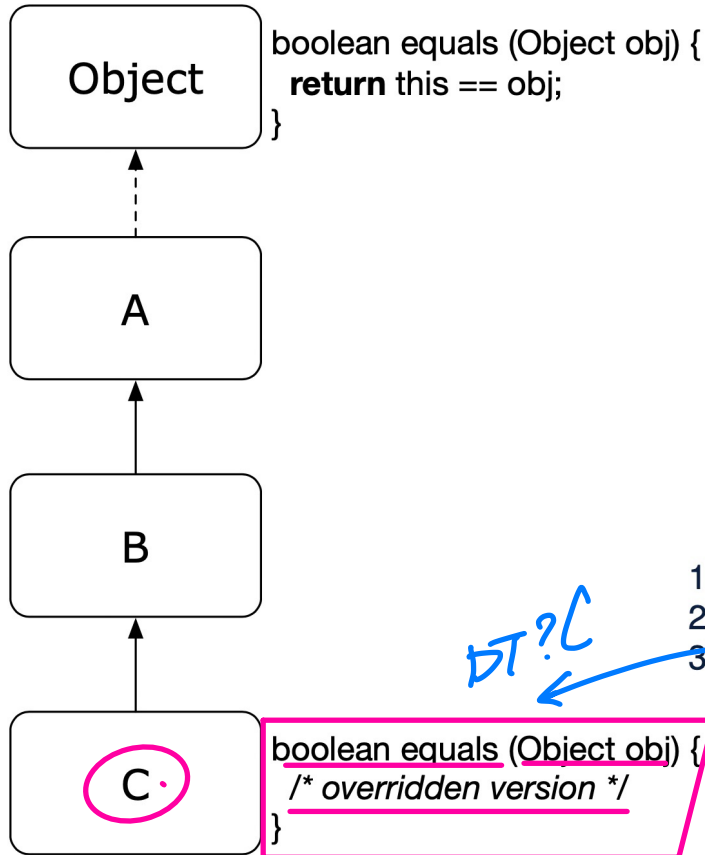 Object
boolean equals (Object obj) {
return this == obj;
}
A
B
1
2
3
DT?C
C
boolean equals (Object obj) {
/* overridden version */
}